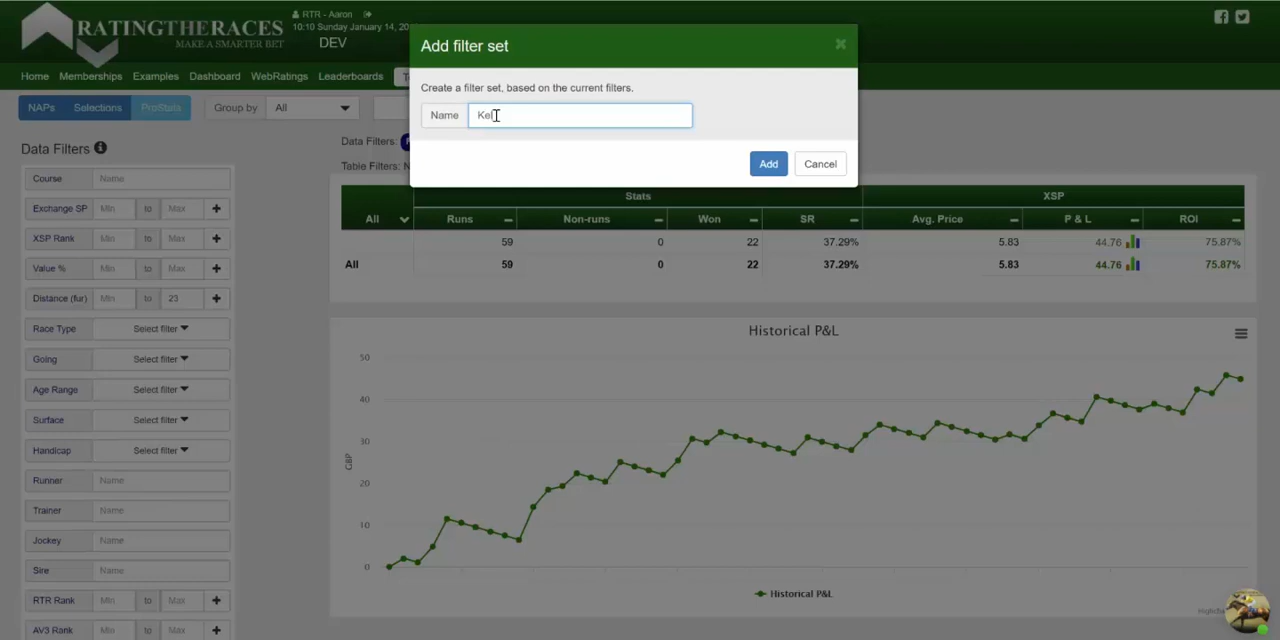 RATINGTHERACES
MAKE A SMARTER BET
RTR - Aaron
10:10 Sunday January 14, 20
DEV
Home Memberships Examples Dashboard WebRatings Leaderboards
NAPs Selections ProStats Group by All
Add filter set
Create a filter set, based on the current filters.
Name Kel
Add Cancel
Data Filters
Data Filters:
Table Filters: N
Course Name
Exchange SP Min to Max
XSP Rank Min to Max
Value % Min to Max
Distance (fur) Min to 23
Race Type Select filter
Going Select filter
Age Range Select filter
Surface Select filter
Handicap Select filter
Runner Name
Trainer Name
Jockey Name
Sire Name
RTR Rank Min to Max
AV3 Rank Min to Max
Stats XSP
All Runs Non-runs Won SR Avg. Price P & L ROI
59 0 22 37.29% 5.83 44.76 75.87%
All 59 0 22 37.29% 5.83 44.76 75.87%
Historical P&L
50
40
30
20
10
0
GBP
Historical P&L